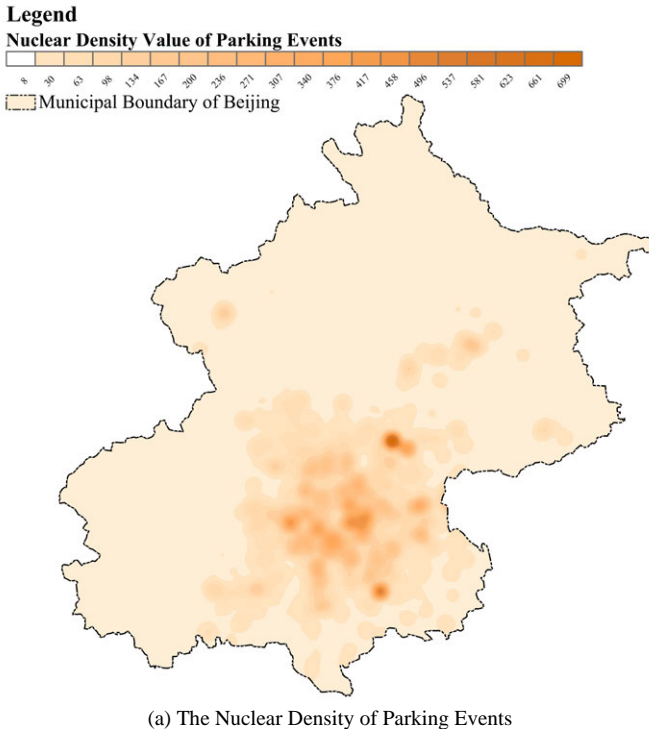 Legend
Nuclear Density Value of Parking Events
8 30 63 98 134 167 200 236 271 307 340 376 417 458 496 537 581 623 661 699
Municipal Boundary of Beijing
(a) The Nuclear Density of Parking Events